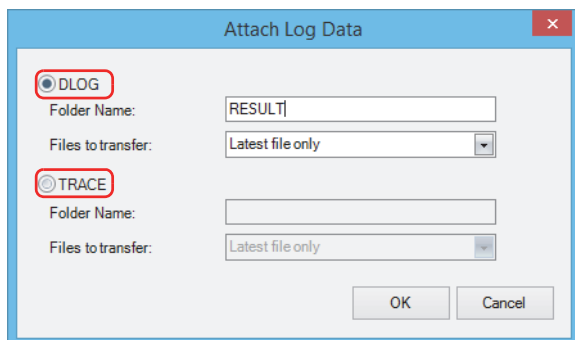 Attach Log Data
DLOG
Folder Name: RESULT
Files to transfer: Latest file only
TRACE
Folder Name:
Files to transfer: Latest file only
OK Cancel